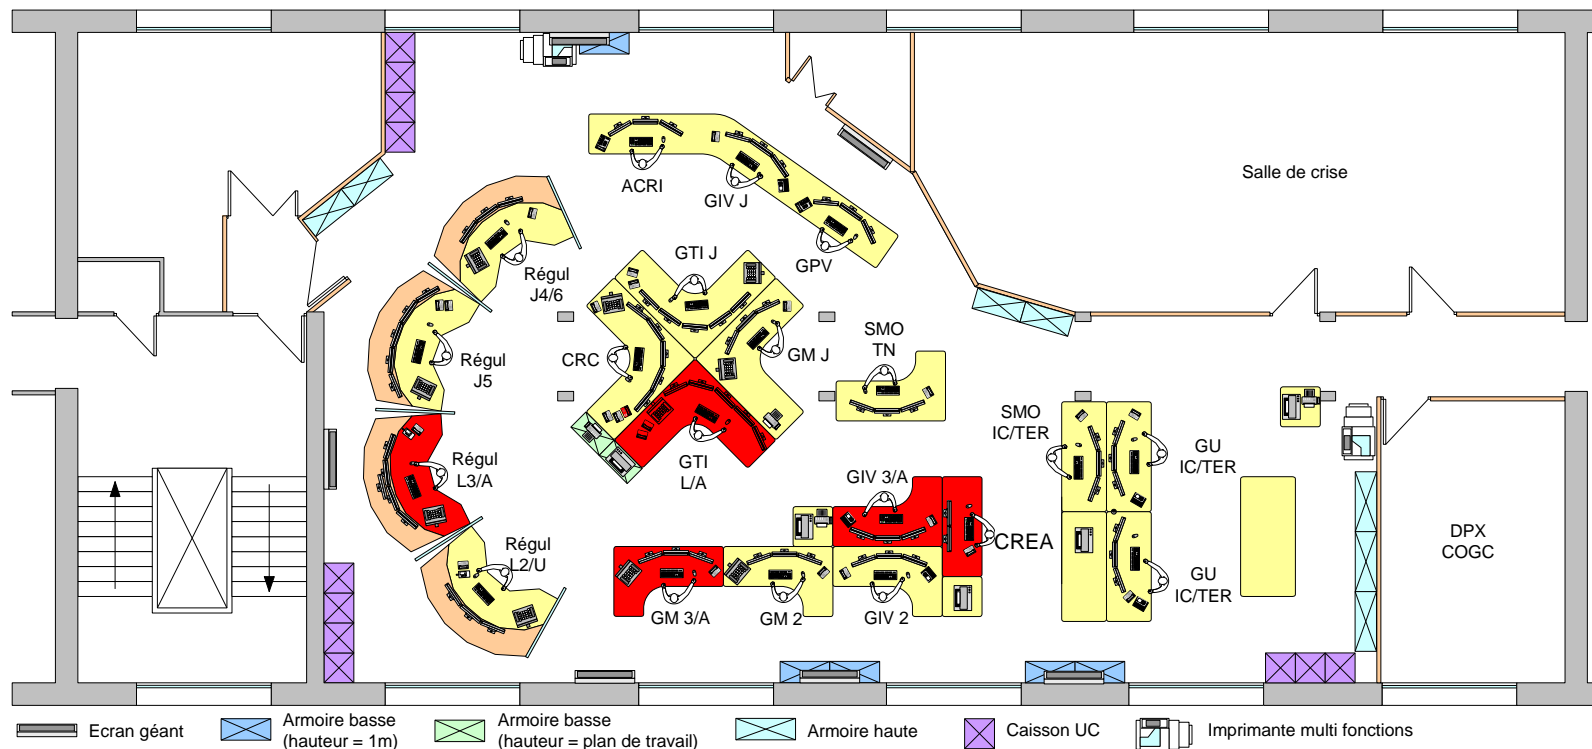 Salle de crise
ACRI
GIV J
GPV
GTI J
Régul
J4/6
SMO
TN
CRC
GM J
Régul
J5
SMO
IC/TER
GU
IC/TER
Régul
L3/A
GTI
L/A
GIV 3/A
CREA
DPX
COGC
Régul
L2/U
GU
IC/TER
GM 3/A
GM 2
GIV 2
Ecran géant
Armoire basse
(hauteur = 1m)
Armoire basse
(hauteur = plan de travail)
Armoire haute
Caisson UC
Imprimante multi fonctions